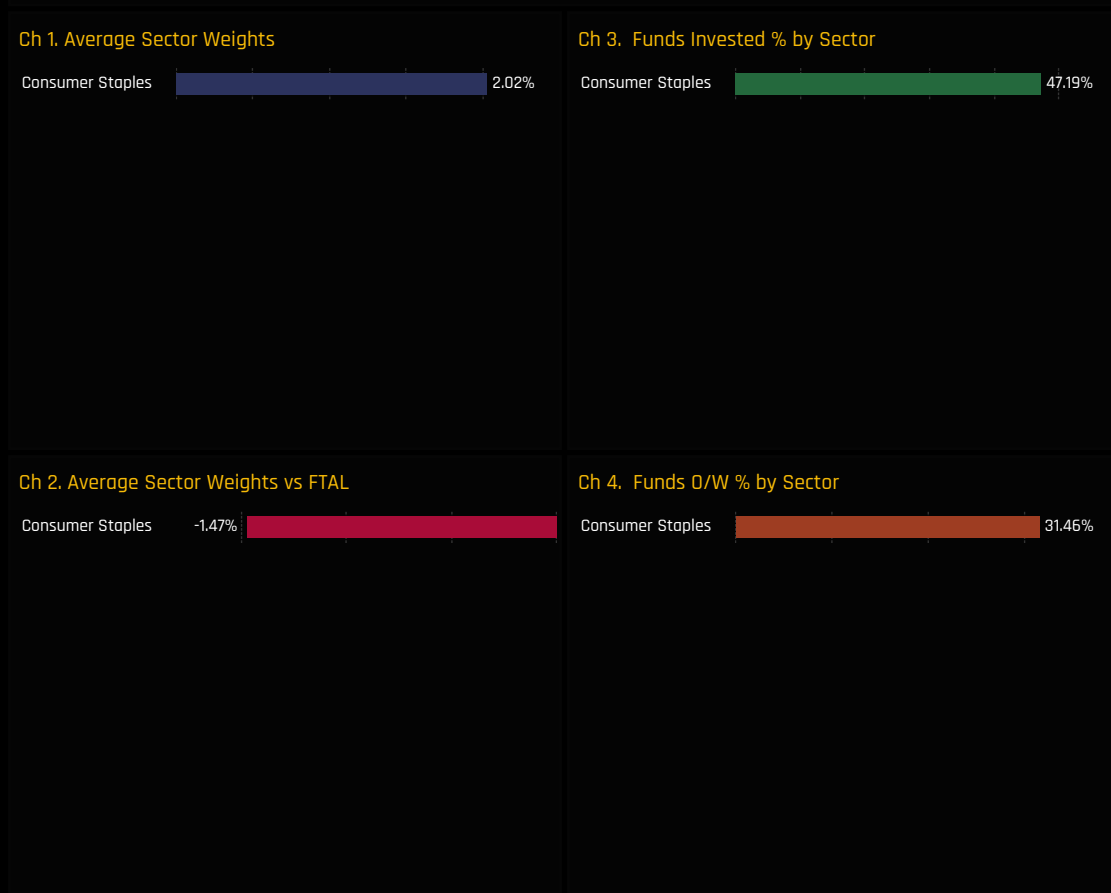 Ch 1. Average Sector Weights
Consumer Staples 2.02%
Ch 3. Funds Invested % by Sector
Consumer Staples 47.19%
Ch 2. Average Sector Weights vs FTAL
Consumer Staples -1.47%
Ch 4. Funds O/W % by Sector
Consumer Staples 31.46%